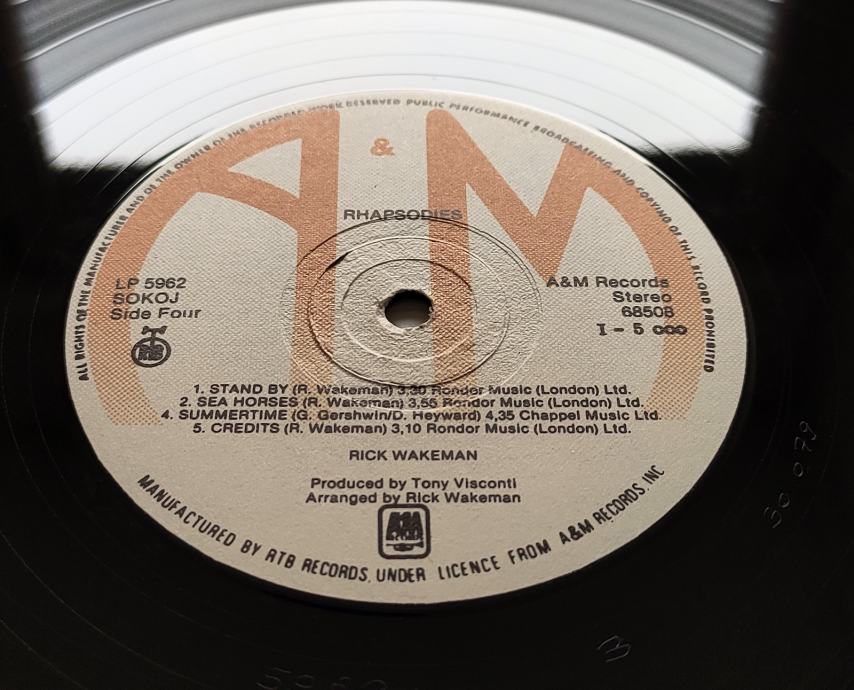 ALL RIGHTS OF THE MANUFACTURER AND OF THE OWNER OF THE RECORDED WORK RESERVED PUBLIC PERFORMANCE BROADCASTING AND COPYING OF THIS RECORD PROHIBITED
A & M
RHAPSODIES
LP 5962
SOKOJ
Side Four
A&M Records
Stereo
68508
I - 5 000
1. STAND BY (R. Wakeman) 3,30 Rondor Music (London) Ltd.
2. SEA HORSES (R. Wakeman) 3,55 Rondor Music (London) Ltd.
4. SUMMERTIME (G. Gershwin/D. Heyward) 4,35 Chappel Music Ltd.
5. CREDITS (R. Wakeman) 3,10 Rondor Music (London) Ltd.
RICK WAKEMAN
Produced by Tony Visconti
Arranged by Rick Wakeman
A&M
MANUFACTURED BY RTB RECORDS, UNDER LICENCE FROM A&M RECORDS, INC
30 0 79
B